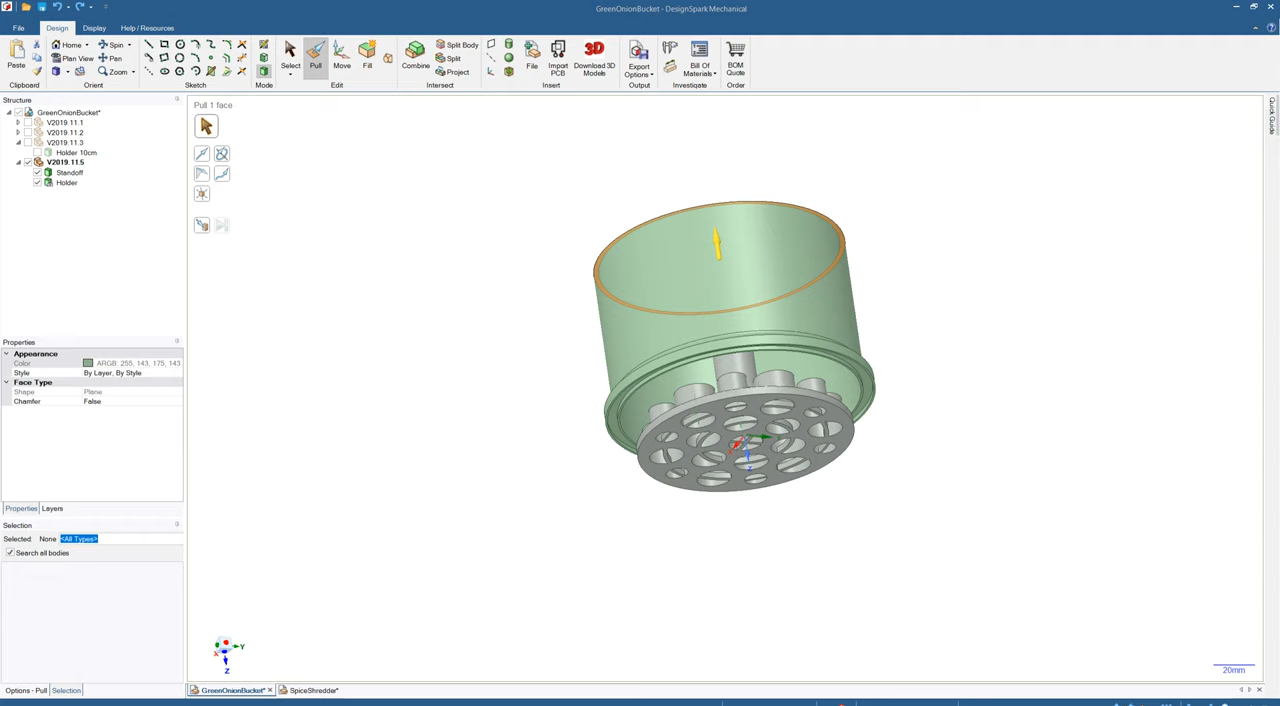 GreenOnionBucket* - DesignSpark Mechanical
File Design Display Help / Resources
Paste
Clipboard
Home Spin
Plan View Pan
Zoom
Orient
Sketch
Mode
Select Pull Move Fill
Edit
Combine
Split Body
Split
Project
Intersect
File Import PCB Download 3D Models
Insert
Export Options
Output
Bill Of Materials
Investigate
BOM Quote
Order
Structure
GreenOnionBucket*
V2019.11.1
V2019.11.2
V2019.11.3
Holder 10cm
V2019.11.5
Standoff
Holder
Pull 1 face
Quick Guide
Properties
Appearance
Color ARGB: 255, 143, 175, 143
Style By Layer, By Style
Face Type
Shape Plane
Chamfer False
Properties Layers
Selection
Selected: None <All Types>
Search all bodies
X
Z
Y
Z
20mm
Options - Pull Selection
GreenOnionBucket* SpiceShredder*